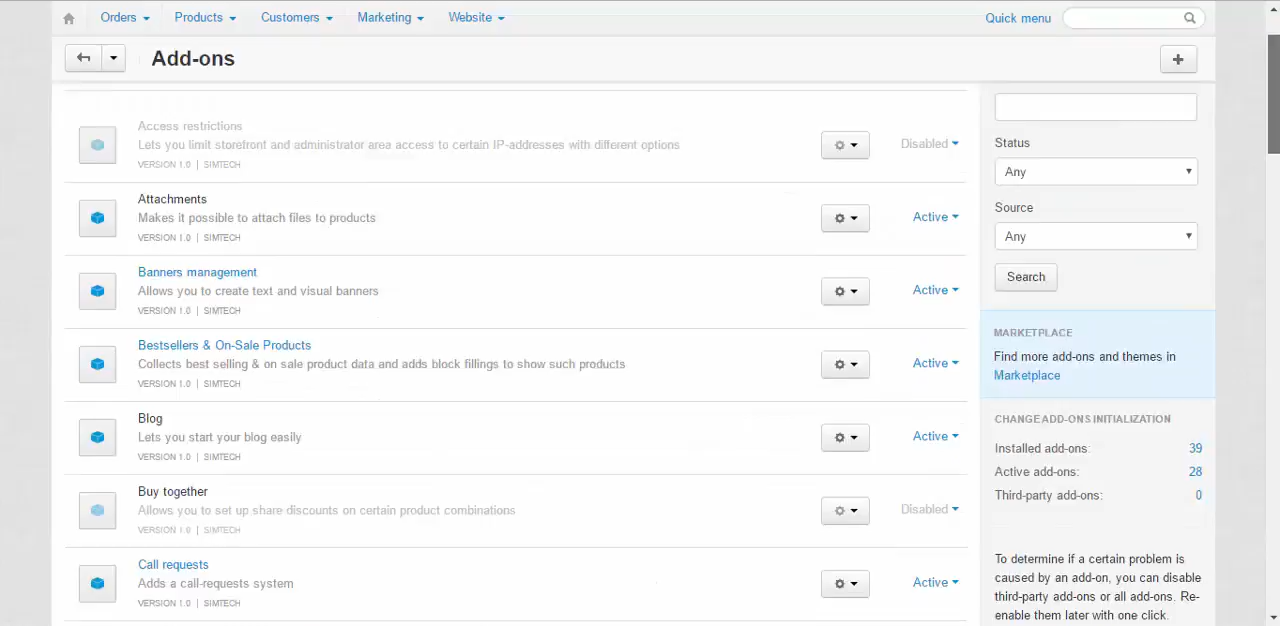 Orders Products Customers Marketing Website Quick menu
Add-ons
Access restrictions
Lets you limit storefront and administrator area access to certain IP-addresses with different options
VERSION 1.0 | SIMTECH
Disabled
Attachments
Makes it possible to attach files to products
VERSION 1.0 | SIMTECH
Active
Banners management
Allows you to create text and visual banners
VERSION 1.0 | SIMTECH
Active
Bestsellers & On-Sale Products
Collects best selling & on sale product data and adds block fillings to show such products
VERSION 1.0 | SIMTECH
Active
Blog
Lets you start your blog easily
VERSION 1.0 | SIMTECH
Active
Buy together
Allows you to set up share discounts on certain product combinations
VERSION 1.0 | SIMTECH
Disabled
Call requests
Adds a call-requests system
VERSION 1.0 | SIMTECH
Active
Status
Any
Source
Any
Search
MARKETPLACE
Find more add-ons and themes in
Marketplace
CHANGE ADD-ONS INITIALIZATION
Installed add-ons: 39
Active add-ons: 28
Third-party add-ons: 0
To determine if a certain problem is
caused by an add-on, you can disable
third-party add-ons or all add-ons. Re-
enable them later with one click.